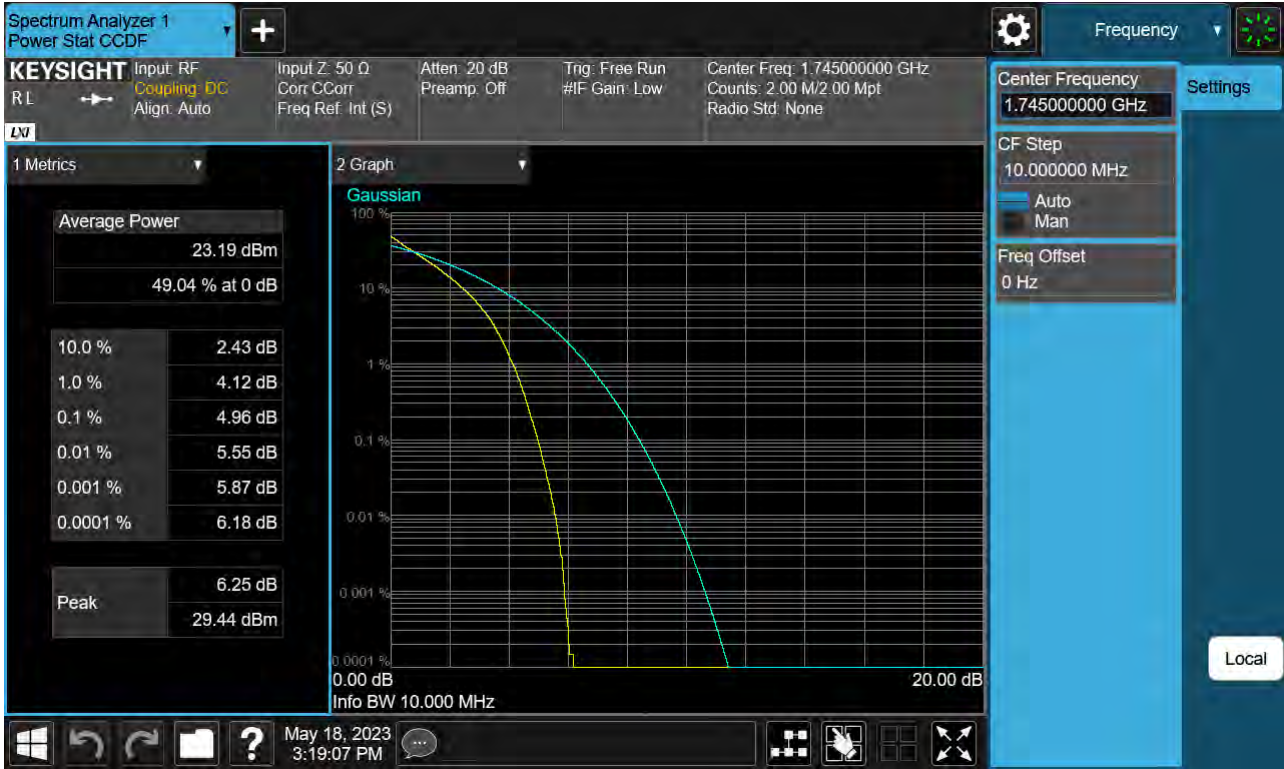 Spectrum Analyzer 1
Power Stat CCDF
+
Frequency
KEYSIGHT
R L
LXI
Input: RF
Coupling: DC
Align: Auto
Input Z: 50 Ω
Corr CCorr
Freq Ref: Int (S)
Atten: 20 dB
Preamp: Off
Trig: Free Run
#IF Gain: Low
Center Freq: 1.745000000 GHz
Counts: 2.00 M/2.00 Mpt
Radio Std: None
Center Frequency
1.745000000 GHz
Settings
CF Step
10.000000 MHz
Auto
Man
Freq Offset
0 Hz
Local
1 Metrics
Average Power
23.19 dBm
49.04 % at 0 dB
10.0 % 2.43 dB
1.0 % 4.12 dB
0.1 % 4.96 dB
0.01 % 5.55 dB
0.001 % 5.87 dB
0.0001 % 6.18 dB
Peak
6.25 dB
29.44 dBm
2 Graph
Gaussian
100 %
10 %
1 %
0.1 %
0.01 %
0.001 %
0.0001 %
0.00 dB 20.00 dB
Info BW 10.000 MHz
?
May 18, 2023
3:19:07 PM